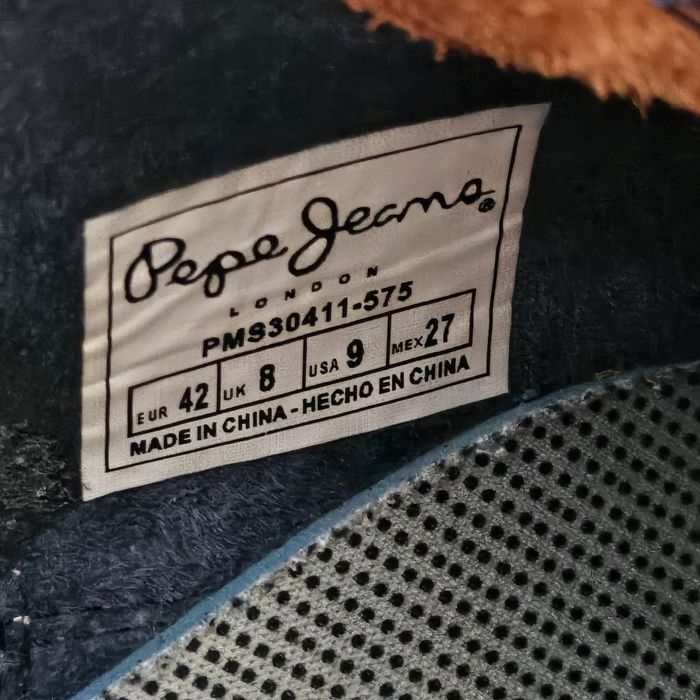 Pepe Jeans®
LONDON
PMS30411-575
EUR 42 UK 8 USA 9 MEX 27
MADE IN CHINA - HECHO EN CHINA